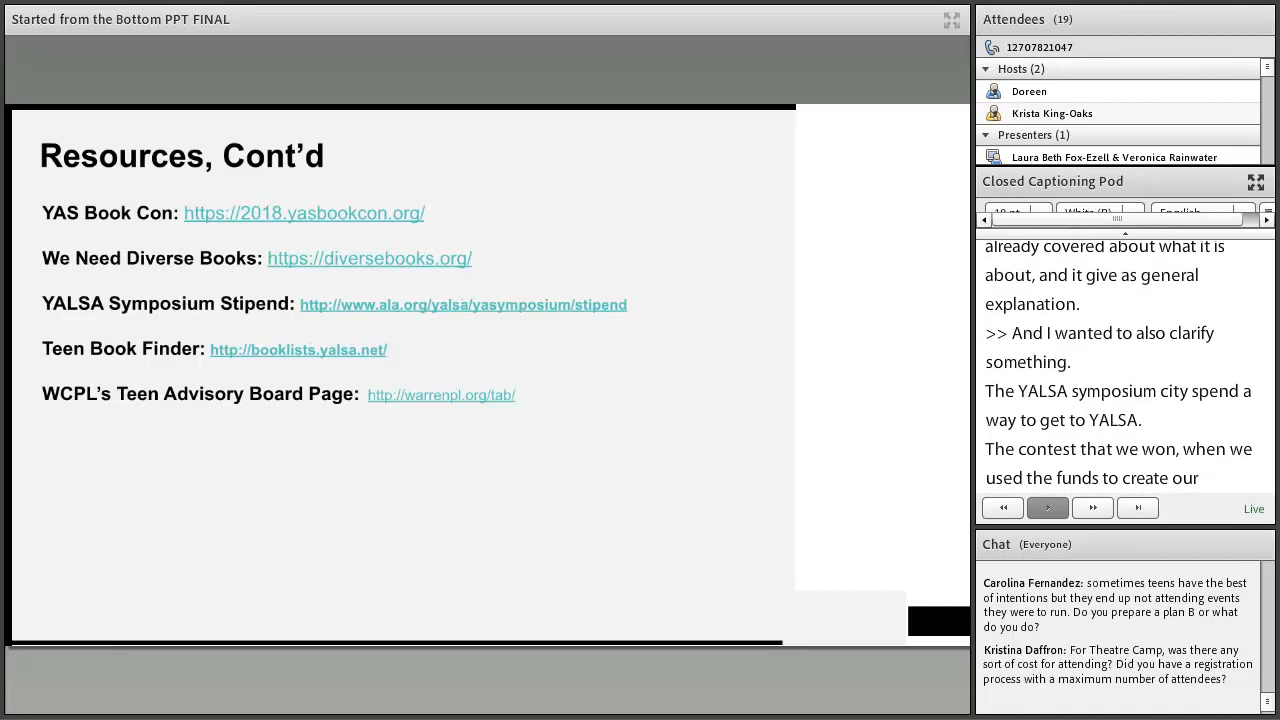 Started from the Bottom PPT FINAL
Resources, Cont’d
YAS Book Con: https://2018.yasbookcon.org/
We Need Diverse Books: https://diversebooks.org/
YALSA Symposium Stipend: http://www.ala.org/yalsa/yasymposium/stipend
Teen Book Finder: http://booklists.yalsa.net/
WCPL’s Teen Advisory Board Page: http://warrenpl.org/tab/
Attendees (19)
12707821047
Hosts (2)
Doreen
Krista King-Oaks
Presenters (1)
Laura Beth Fox-Ezell & Veronica Rainwater
Closed Captioning Pod
18 pt White (B) English
already covered about what it is
about, and it give as general
explanation.
>> And I wanted to also clarify
something.
The YALSA symposium city spend a
way to get to YALSA.
The contest that we won, when we
used the funds to create our
Live
Chat (Everyone)
Carolina Fernandez: sometimes teens have the best
of intentions but they end up not attending events
they were to run. Do you prepare a plan B or what
do you do?
Kristina Daffron: For Theatre Camp, was there any
sort of cost for attending? Did you have a registration
process with a maximum number of attendees?